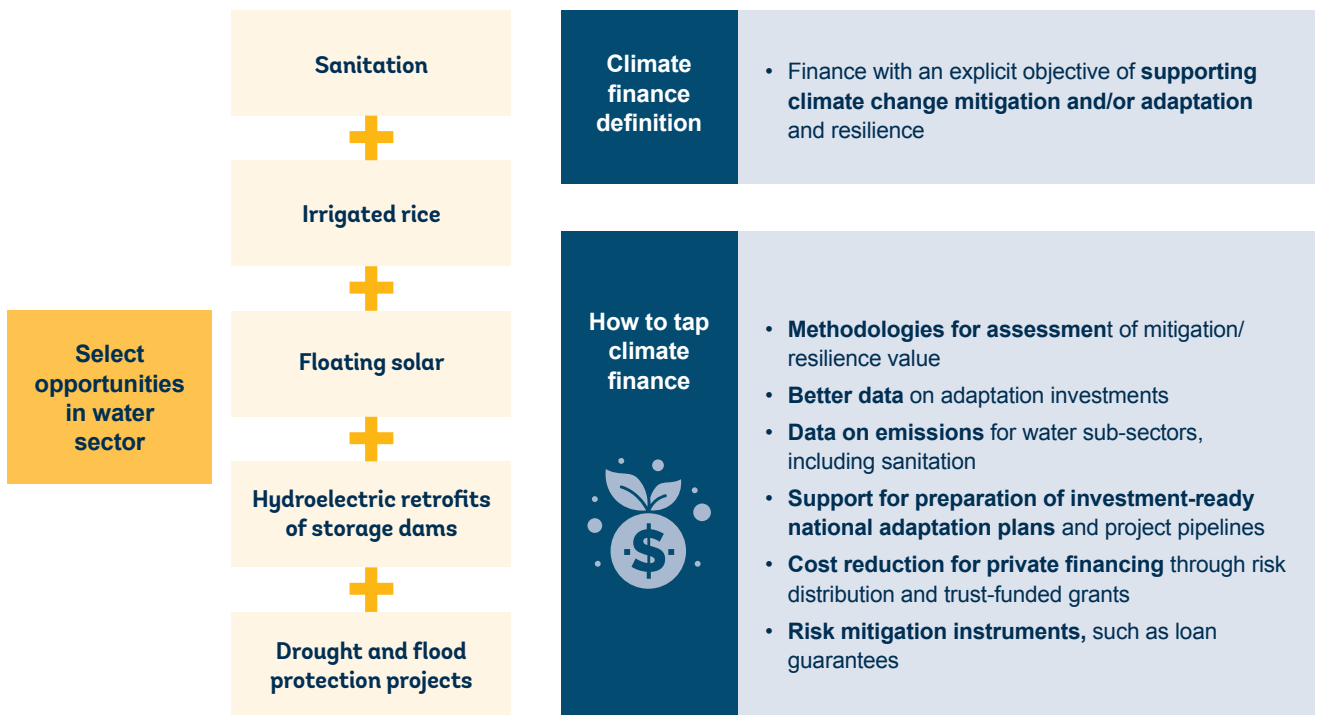 Select
opportunities
in water
sector
Sanitation
Irrigated rice
Floating solar
Hydroelectric retrofits
of storage dams
Drought and flood
protection projects
Climate
finance
definition
• Finance with an explicit objective of supporting
climate change mitigation and/or adaptation
and resilience
How to tap
climate
finance
$
• Methodologies for assessment of mitigation/
resilience value
• Better data on adaptation investments
• Data on emissions for water sub-sectors,
including sanitation
• Support for preparation of investment-ready
national adaptation plans and project pipelines
• Cost reduction for private financing through risk
distribution and trust-funded grants
• Risk mitigation instruments, such as loan
guarantees